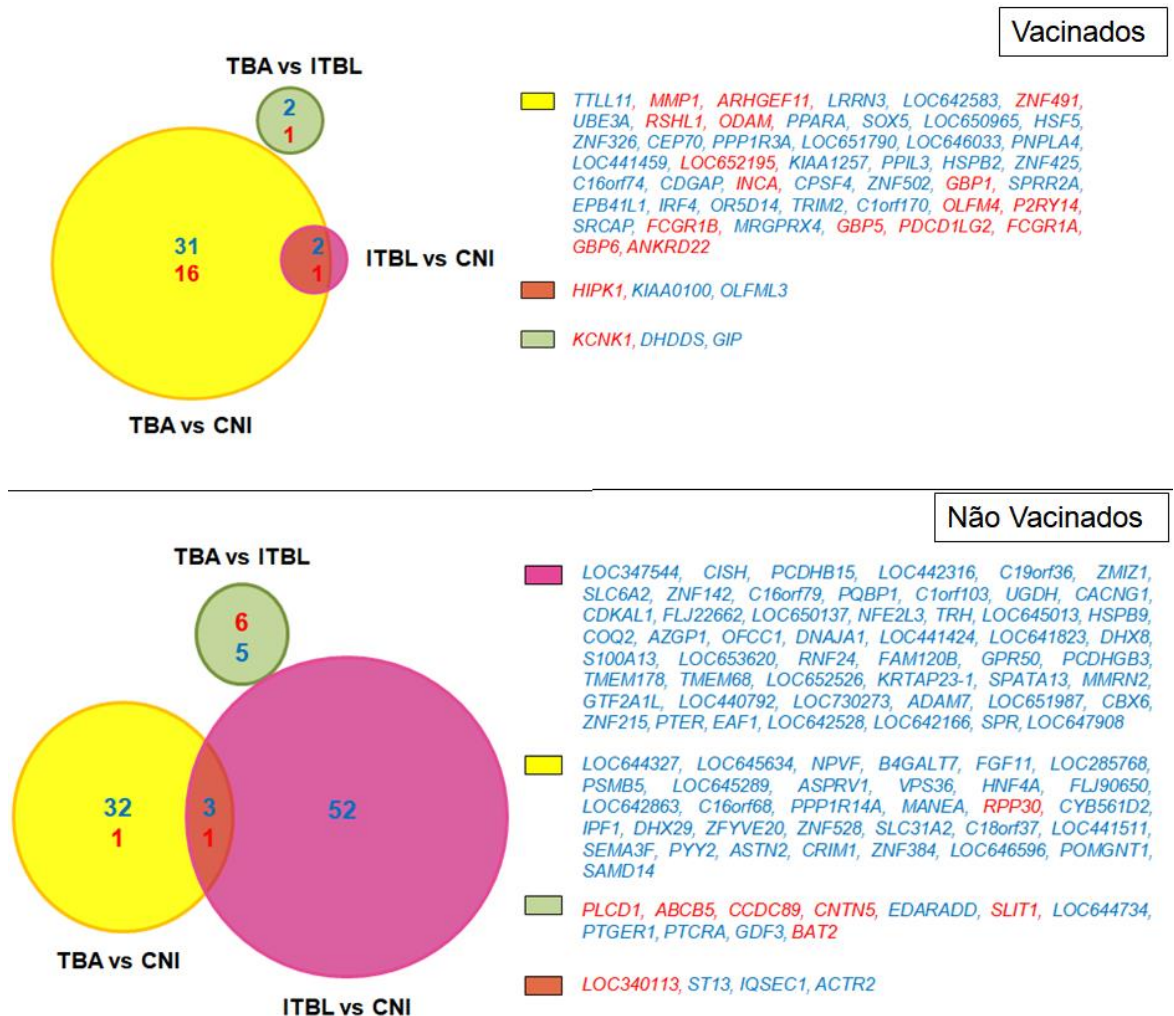 Vacinados
TBA vs ITBL
2
1
31
16
2
1
ITBL vs CNI
TBA vs CNI
TTLL11, MMP1, ARHGEF11, LRRN3, LOC642583, ZNF491,
UBE3A, RSHL1, ODAM, PPARA, SOX5, LOC650965, HSF5,
ZNF326, CEP70, PPP1R3A, LOC651790, LOC646033, PNPLA4,
LOC441459, LOC652195, KIAA1257, PPIL3, HSPB2, ZNF425,
C16orf74, CDGAP, INCA, CPSF4, ZNF502, GBP1, SPRR2A,
EPB41L1, IRF4, OR5D14, TRIM2, C1orf170, OLFM4, P2RY14,
SRCAP, FCGR1B, MRGPRX4, GBP5, PDCD1LG2, FCGR1A,
GBP6, ANKRD22
HIPK1, KIAA0100, OLFML3
KCNK1, DHDDS, GIP
Não Vacinados
TBA vs ITBL
6
5
32
1
3
1
52
TBA vs CNI
ITBL vs CNI
LOC347544, CISH, PCDHB15, LOC442316, C19orf36, ZMIZ1,
SLC6A2, ZNF142, C16orf79, PQBP1, C1orf103, UGDH, CACNG1,
CDKAL1, FLJ22662, LOC650137, NFE2L3, TRH, LOC645013, HSPB9,
COQ2, AZGP1, OFCC1, DNAJA1, LOC441424, LOC641823, DHX8,
S100A13, LOC653620, RNF24, FAM120B, GPR50, PCDHGB3,
TMEM178, TMEM68, LOC652526, KRTAP23-1, SPATA13, MMRN2,
GTF2A1L, LOC440792, LOC730273, ADAM7, LOC651987, CBX6,
ZNF215, PTER, EAF1, LOC642528, LOC642166, SPR, LOC647908
LOC644327, LOC645634, NPVF, B4GALT7, FGF11, LOC285768,
PSMB5, LOC645289, ASPRV1, VPS36, HNF4A, FLJ90650,
LOC642863, C16orf68, PPP1R14A, MANEA, RPP30, CYB561D2,
IPF1, DHX29, ZFYVE20, ZNF528, SLC31A2, C18orf37, LOC441511,
SEMA3F, PYY2, ASTN2, CRIM1, ZNF384, LOC646596, POMGNT1,
SAMD14
PLCD1, ABCB5, CCDC89, CNTN5, EDARADD, SLIT1, LOC644734,
PTGER1, PTCRA, GDF3, BAT2
LOC340113, ST13, IQSEC1, ACTR2